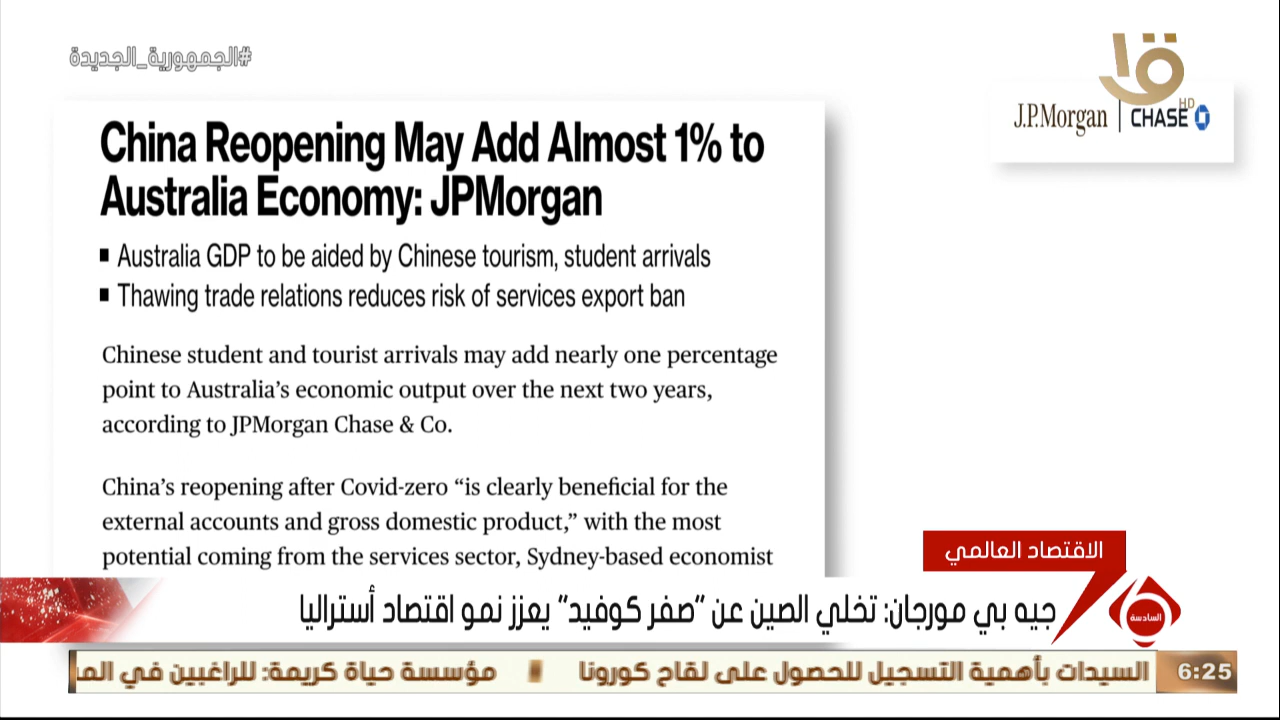 #الجمهورية_الجديدة
HD
J.P.Morgan | CHASE
China Reopening May Add Almost 1% to
Australia Economy: JPMorgan
■ Australia GDP to be aided by Chinese tourism, student arrivals
■ Thawing trade relations reduces risk of services export ban
Chinese student and tourist arrivals may add nearly one percentage
point to Australia’s economic output over the next two years,
according to JPMorgan Chase & Co.
China’s reopening after Covid-zero “is clearly beneficial for the
external accounts and gross domestic product,” with the most
potential coming from the services sector, Sydney-based economist
الاقتصاد العالمي
جيه بي مورجان: تخلي الصين عن "صفر كوفيد" يعزز نمو اقتصاد أستراليا
السادسة
6:25
السيدات بأهمية التسجيل للحصول على لقاح كورونا
مؤسسة حياة كريمة: للراغبين في